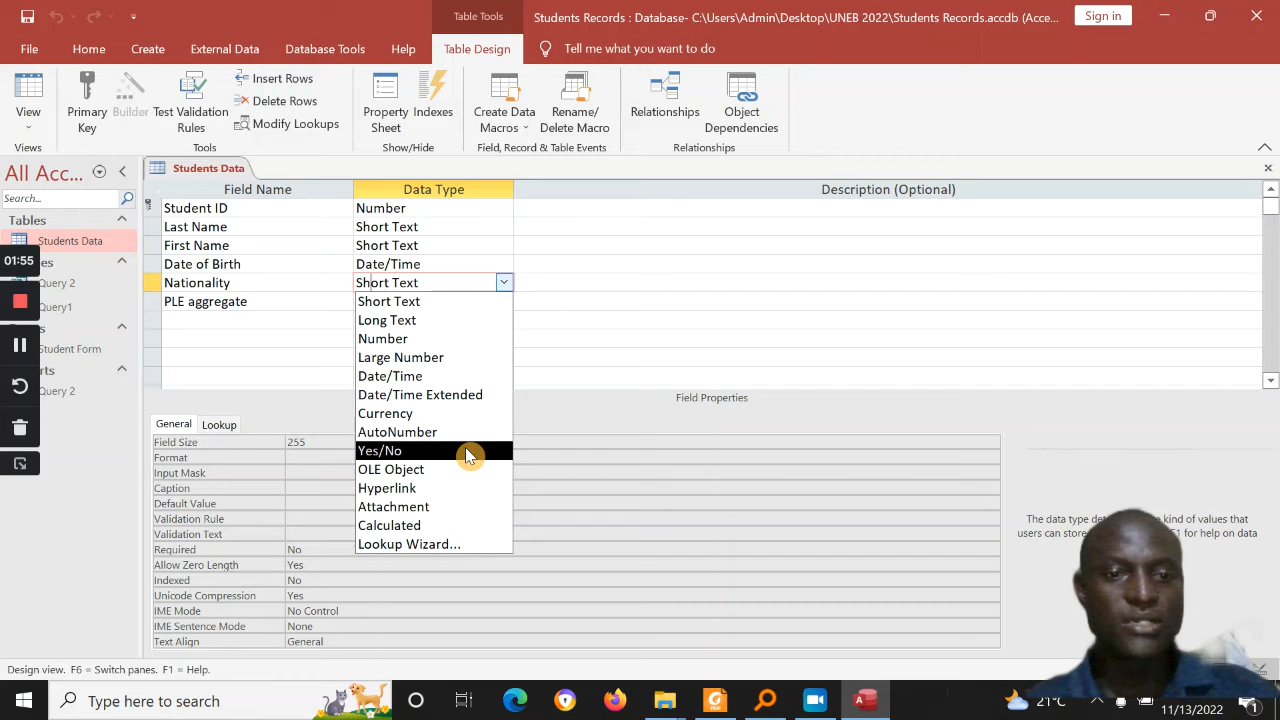 Table Tools
Students Records : Database- C:\Users\Admin\Desktop\UNEB 2022\Students Records.accdb (Acce...
Sign in
File
Home
Create
External Data
Database Tools
Help
Table Design
Tell me what you want to do
View
Primary Key
Builder
Test Validation Rules
Insert Rows
Delete Rows
Modify Lookups
Property Sheet
Indexes
Create Data Macros
Rename/ Delete Macro
Relationships
Object Dependencies
Views
Tools
Show/Hide
Field, Record & Table Events
Relationships
All Acc...
Search...
Tables
Students Data
01:55
es
Query 2
Query1
s
Student Form
rts
Query 2
Students Data
Field Name
Data Type
Description (Optional)
Student ID
Number
Last Name
Short Text
First Name
Short Text
Date of Birth
Date/Time
Nationality
Short Text
PLE aggregate
Short Text
Long Text
Number
Large Number
Date/Time
Date/Time Extended
Currency
AutoNumber
Yes/No
OLE Object
Hyperlink
Attachment
Calculated
Lookup Wizard...
Field Properties
General
Lookup
Field Size
255
Format
Input Mask
Caption
Default Value
Validation Rule
Validation Text
Required
No
Allow Zero Length
Yes
Indexed
No
Unicode Compression
Yes
IME Mode
No Control
IME Sentence Mode
None
Text Align
General
The data type de
e kind of values that
users can store
F1 for help on data
Design view. F6 = Switch panes. F1 = Help.
Type here to search
21°C
11/13/2022
1